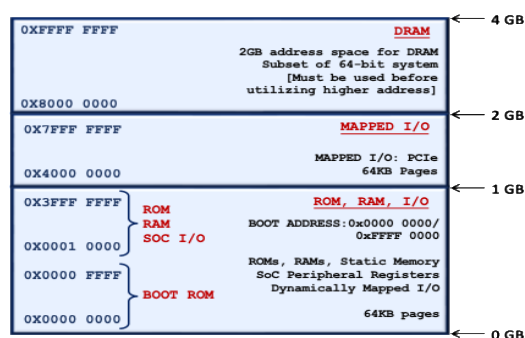 4 GB
0XFFFF FFFF
DRAM
2GB address space for DRAM
Subset of 64-bit system
[Must be used before
utilizing higher address]
0X8000 0000
2 GB
0X7FFF FFFF
MAPPED I/O
MAPPED I/O: PCIe
0X4000 0000
64KB Pages
1 GB
0X3FFF FFFF
ROM, RAM, I/O
ROM
RAM
SOC I/O
BOOT ADDRESS:0x0000 0000/
0xFFFF 0000
0X0001 0000
ROMs, RAMs, Static Memory
0X0000 FFFF
SoC Peripheral Registers
Dynamically Mapped I/O
BOOT ROM
0X0000 0000
64KB pages
0 GB